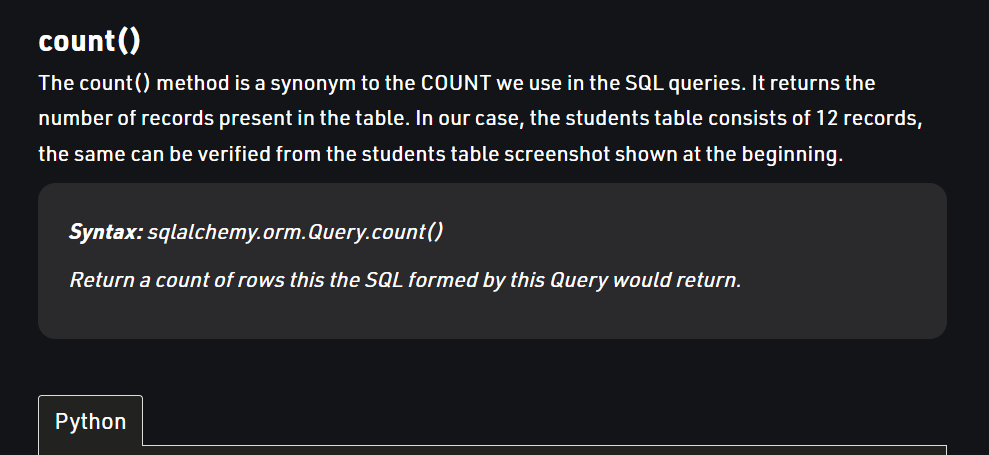 count()
The count() method is a synonym to the COUNT we use in the SQL queries. It returns the
number of records present in the table. In our case, the students table consists of 12 records,
the same can be verified from the students table screenshot shown at the beginning.
Syntax: sqlalchemy.orm.Query.count()
Return a count of rows this the SQL formed by this Query would return.
Python